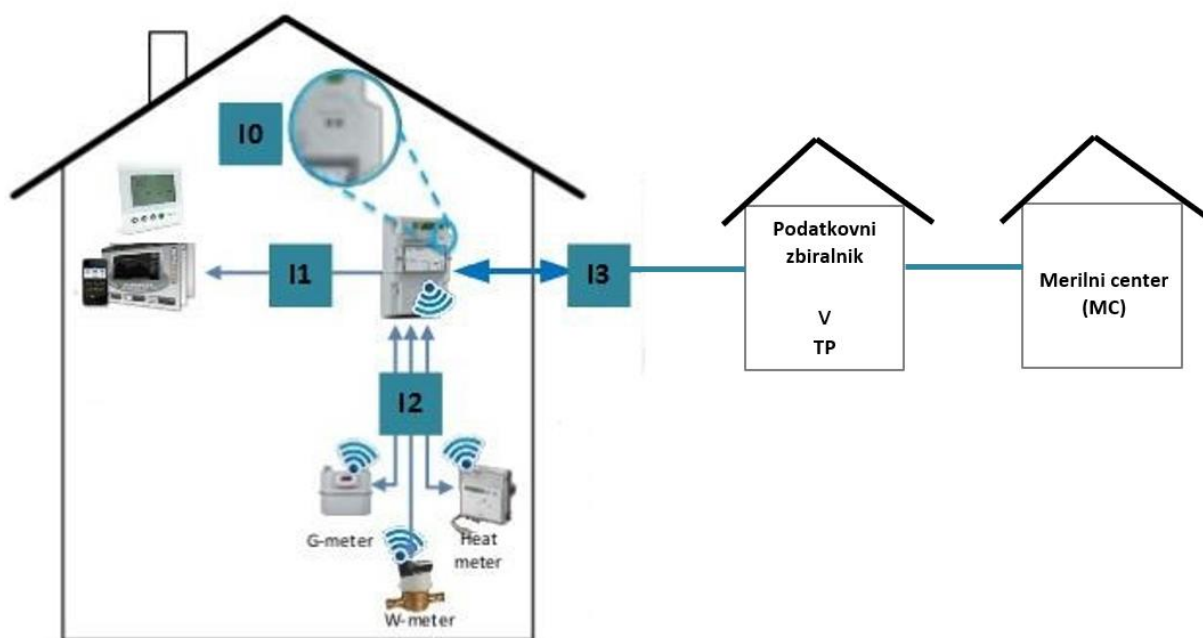 I0
I1
I3
I2
G-meter
Heat
meter
W-meter
Podatkovni
zbiralnik
V
TP
Merilni center
(MC)